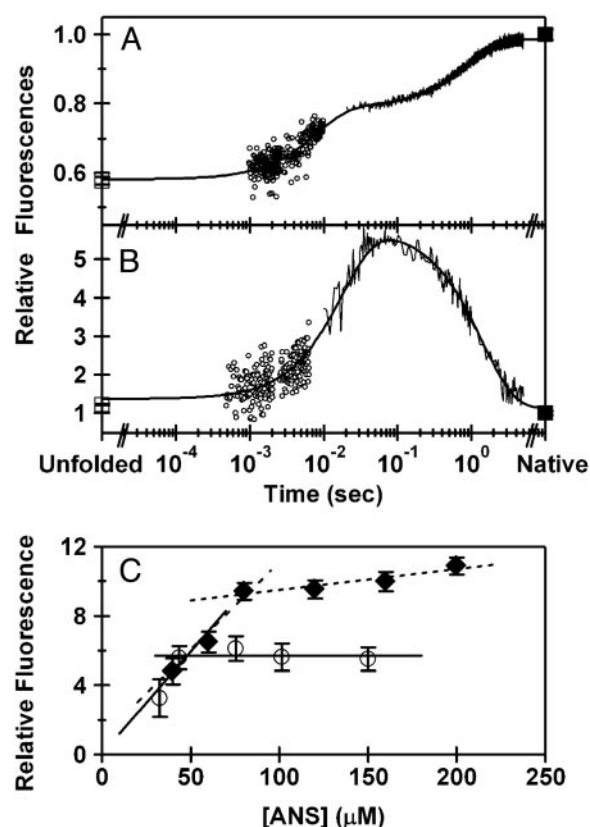 A
1.0
0.8
0.6
Relative Fluorescences
B
5
4
3
2
1
Unfolded 10-4 10-3 10-2 10-1 100 Native
Time (sec)
C
12
8
4
0
Relative Fluorescence
0 50 100 150 200 250
[ANS] (μM)